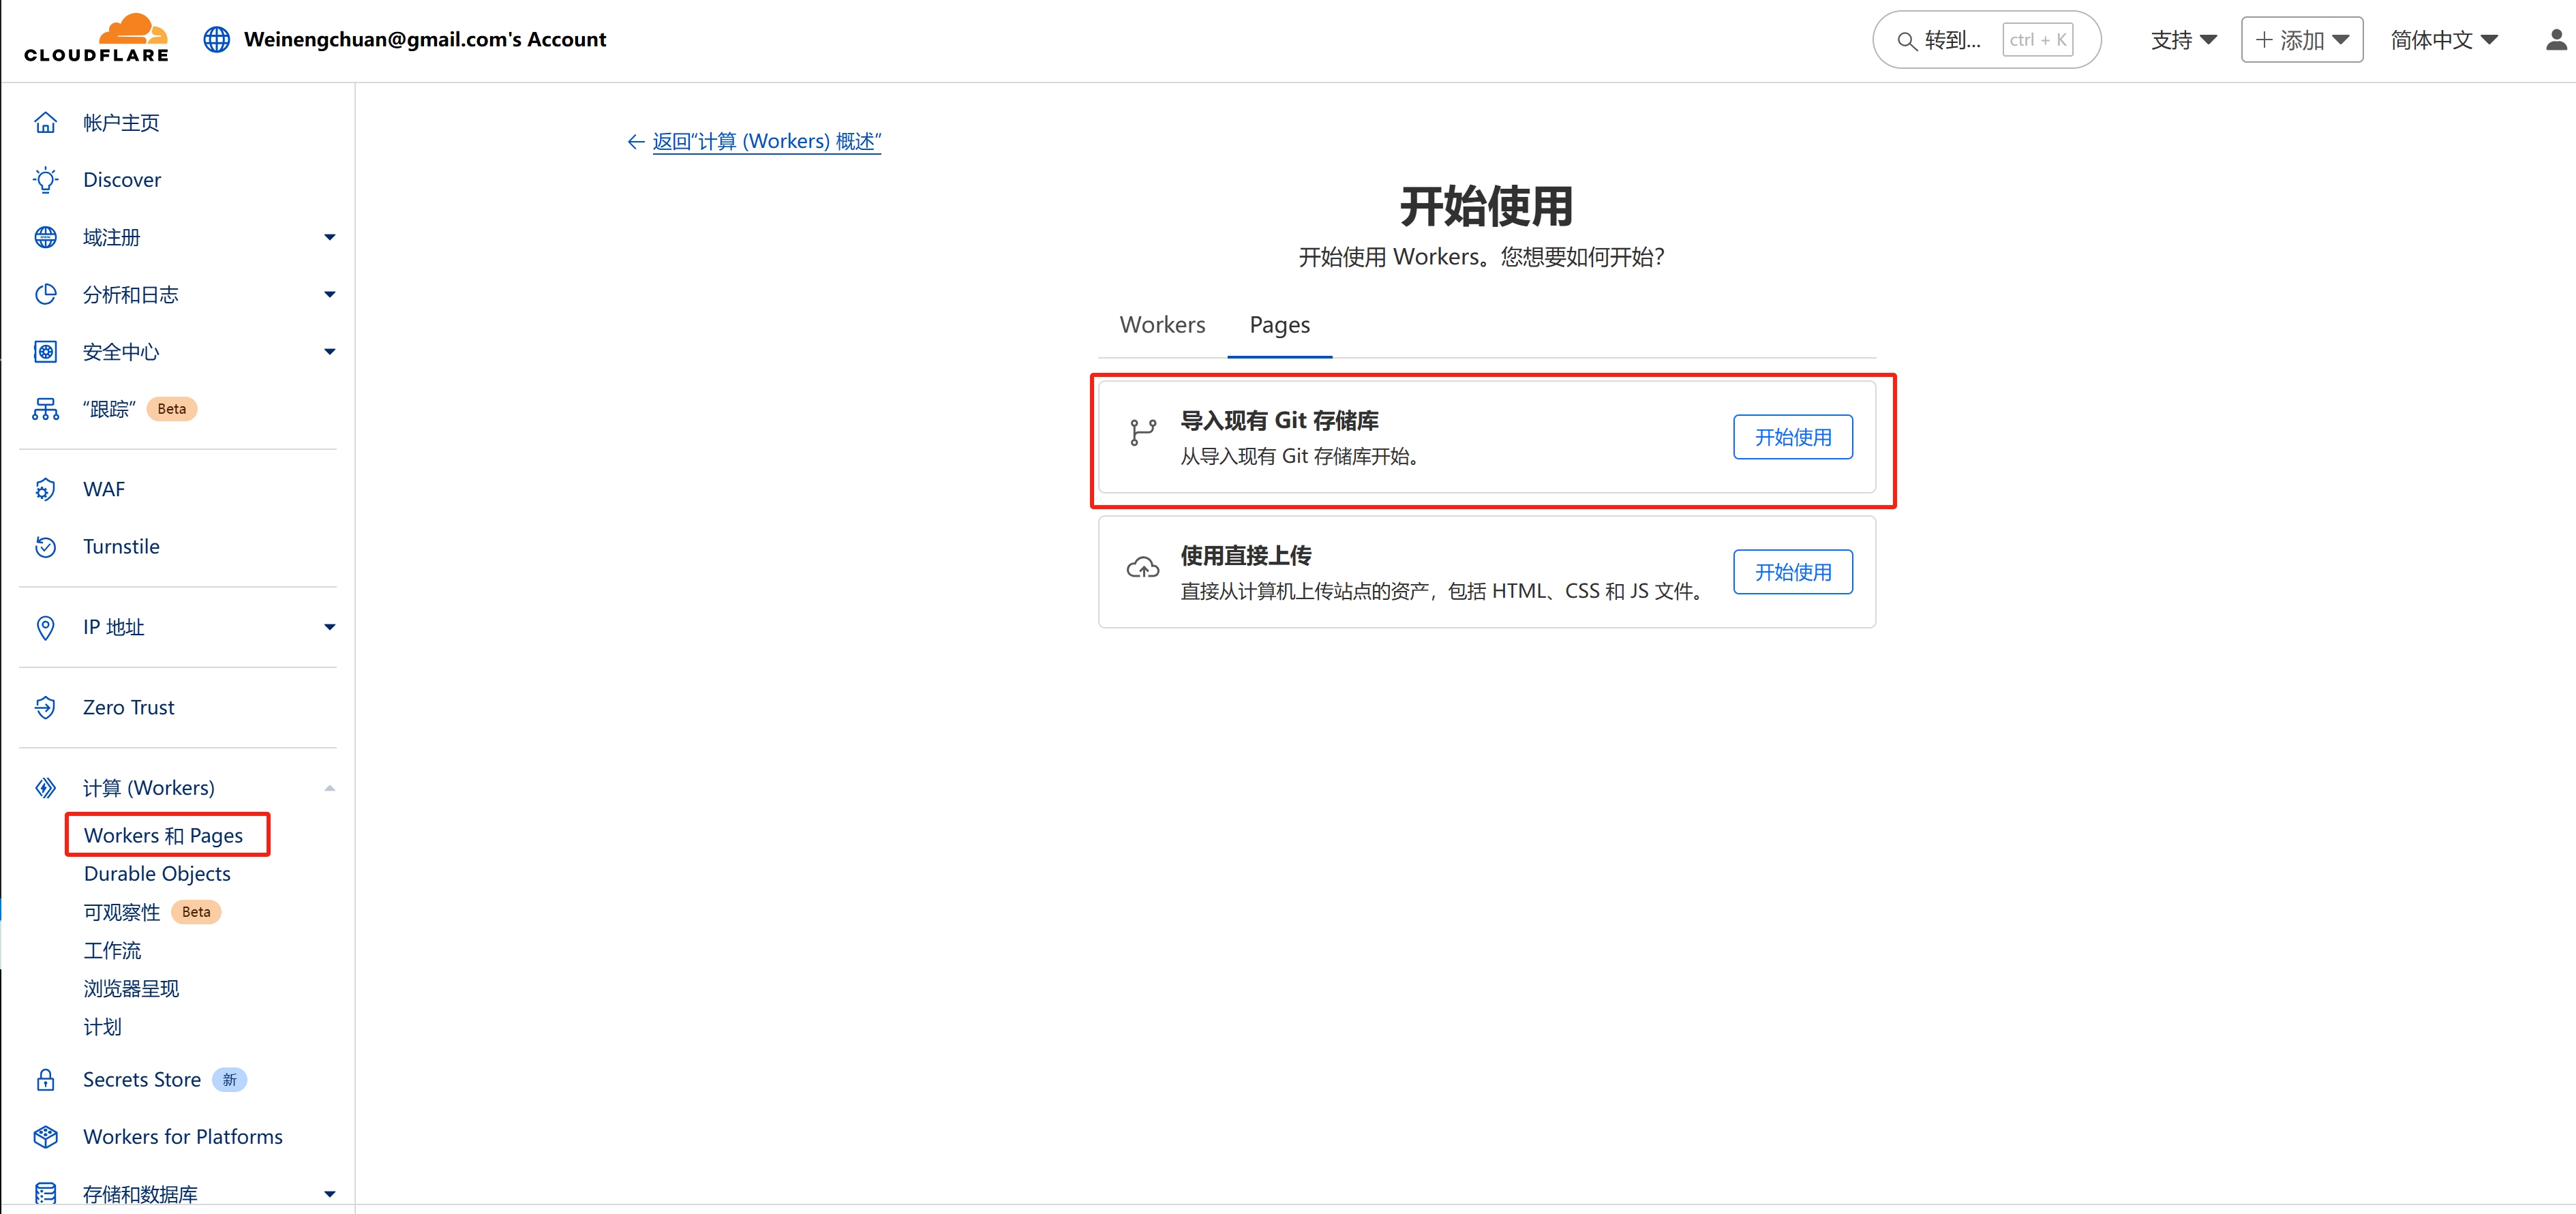 CLOUDFLARE
Weinengchuan@gmail.com's Account
转到... ctrl + K
支持
添加
简体中文
帐户主页
Discover
域注册
分析和日志
安全中心
“跟踪” Beta
WAF
Turnstile
IP 地址
Zero Trust
计算 (Workers)
Workers 和 Pages
Durable Objects
可观察性 Beta
工作流
浏览器呈现
计划
Secrets Store 新
Workers for Platforms
存储和数据库
返回“计算 (Workers) 概述”
开始使用
开始使用 Workers。您想要如何开始？
Workers Pages
导入现有 Git 存储库
从导入现有 Git 存储库开始。
开始使用
使用直接上传
直接从计算机上传站点的资产，包括 HTML、CSS 和 JS 文件。
开始使用